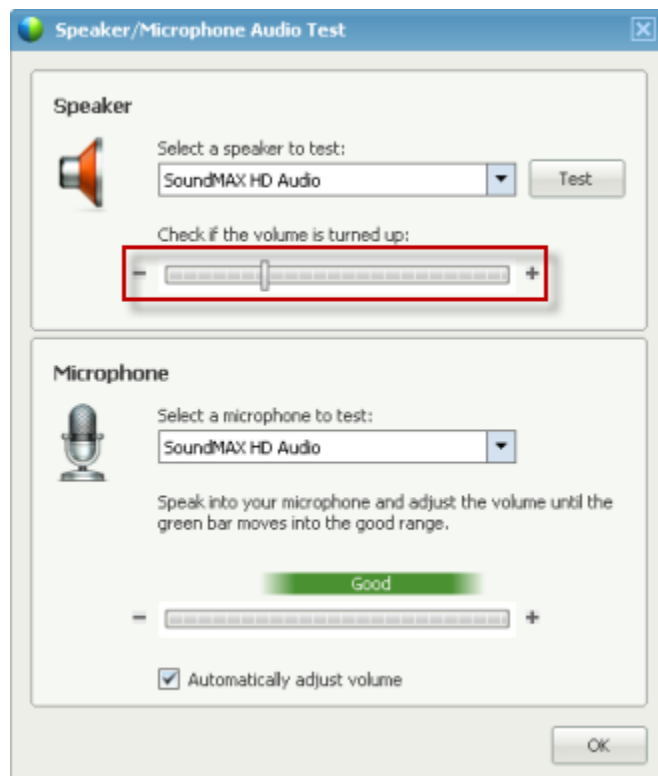 Speaker/Microphone Audio Test
Speaker
Select a speaker to test:
SoundMAX HD Audio
Test
Check if the volume is turned up:
- +
Microphone
Select a microphone to test:
SoundMAX HD Audio
Speak into your microphone and adjust the volume until the
green bar moves into the good range.
Good
- +
Automatically adjust volume
OK